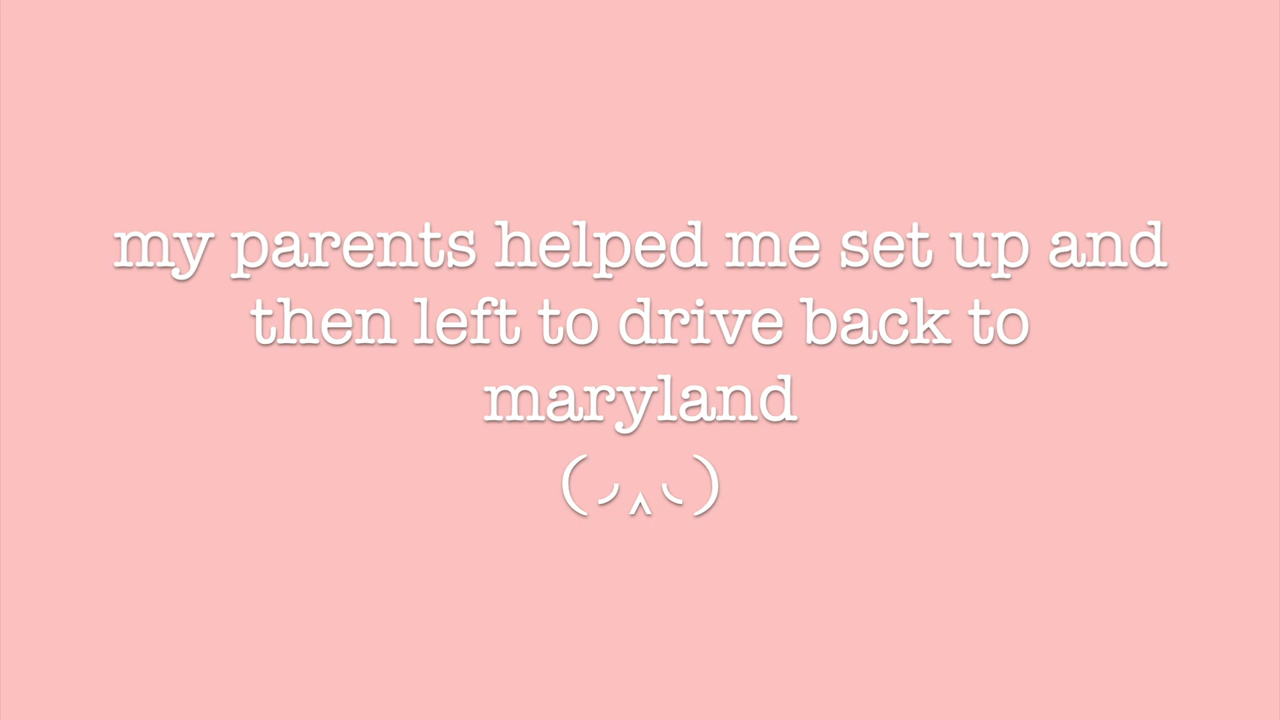 my parents helped me set up and
then left to drive back to
maryland
(◞‸◟)